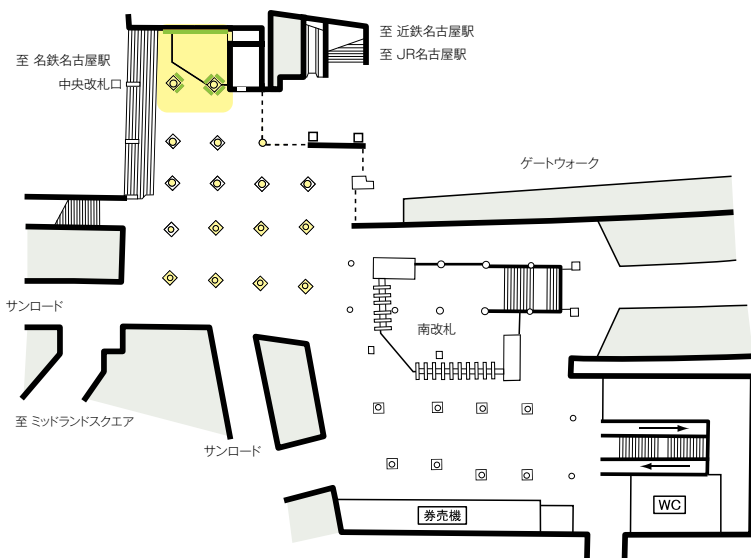 至 近鉄名古屋駅
至 JR名古屋駅
至 名鉄名古屋駅
中央改札口
ゲートウォーク
サンロード
南改札
至 ミッドランドスクエア
サンロード
券売機
WC